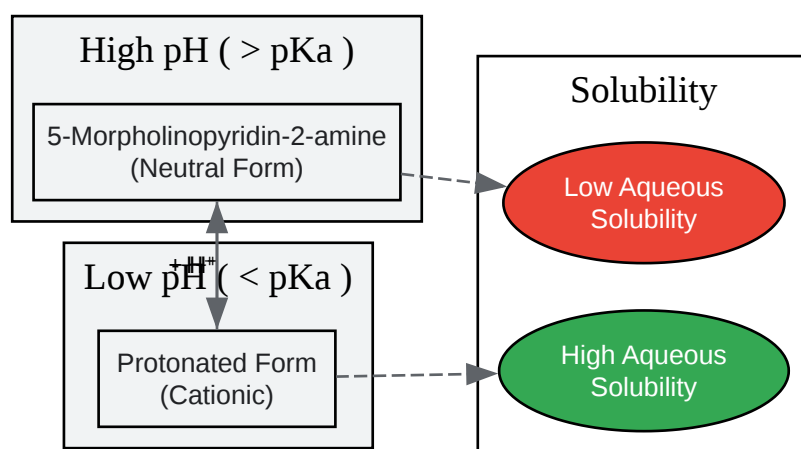 High pH ( > pKa )
5-Morpholinopyridin-2-amine
(Neutral Form)
Low pH ( < pKa )
Protonated Form
(Cationic)
Solubility
Low Aqueous
Solubility
High Aqueous
Solubility